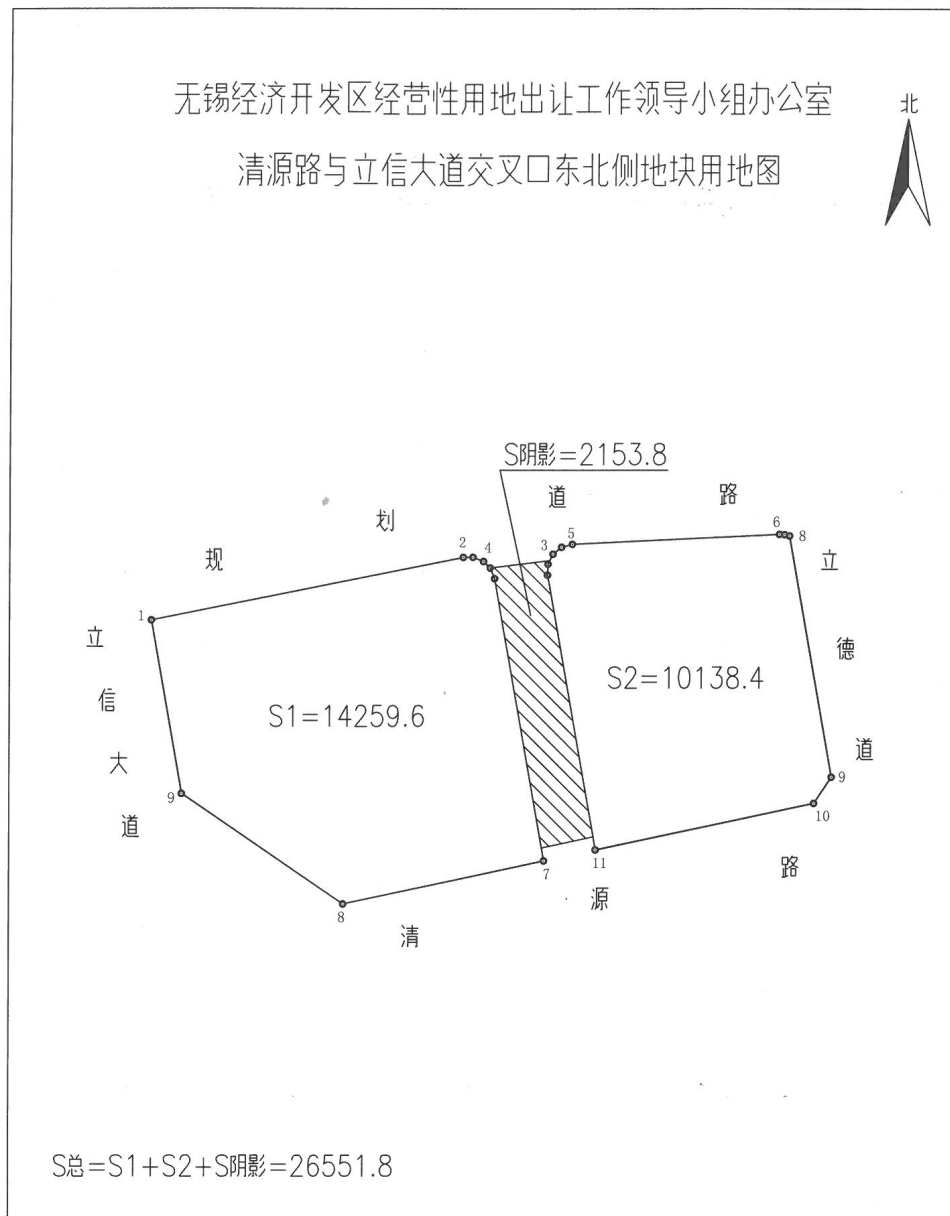 无锡经济开发区经营性用地出让工作领导小组办公室
清源路与立信大道交叉口东北侧地块用地图
北
S阴影=2153.8
规 划 道 路
立信大道
立德道
清 源 路
1
2
4
3
5
6
8
S1=14259.6
S2=10138.4
9
9
10
11
7
8
S总=S1+S2+S阴影=26551.8